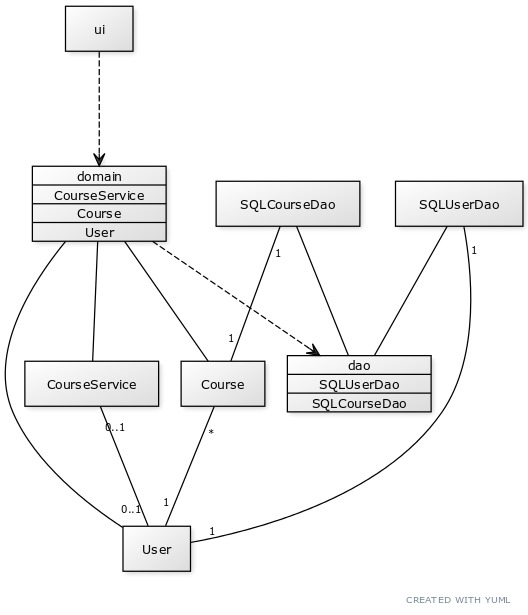 ui
domain
CourseService
Course
User
SQLCourseDao
SQLUserDao
1
1
1
CourseService
Course
dao
SQLUserDao
SQLCourseDao
0..1
*
0..1
1
1
User
CREATED WITH YUML